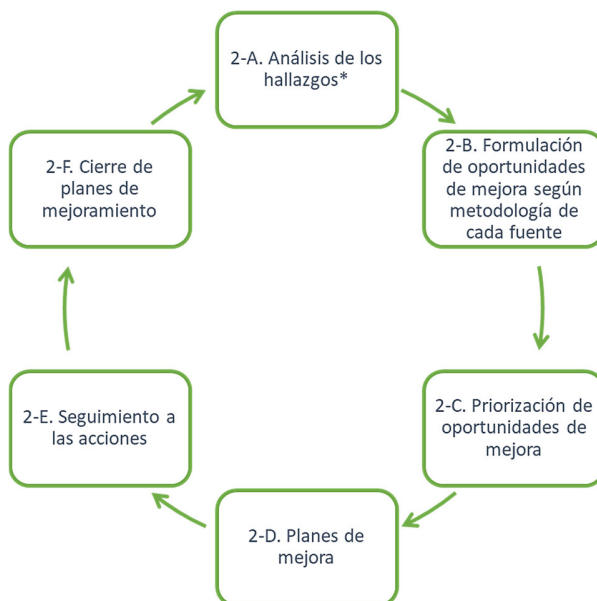 2-A. Análisis de los
hallazgos*
2-B. Formulación
de oportunidades
de mejora según
metodología de
cada fuente
2-C. Priorización de
oportunidades de
mejora
2-D. Planes de
mejora
2-E. Seguimiento a
las acciones
2-F. Cierre de
planes de
mejoramiento